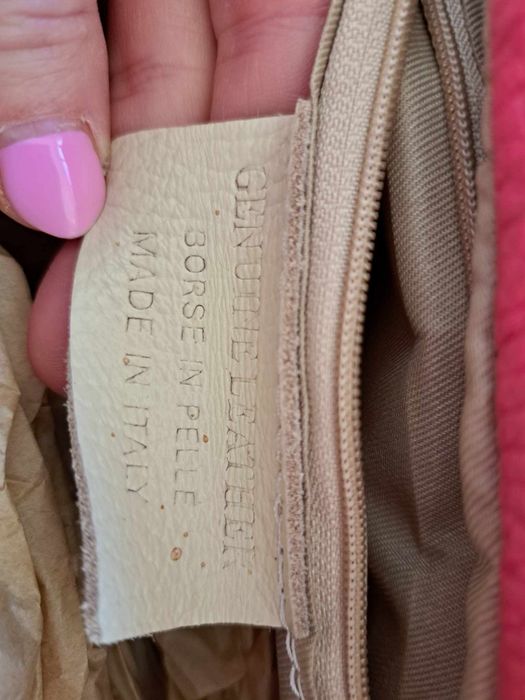 GENUINE LEATHER
BORSE IN PELLE
MADE IN ITALY